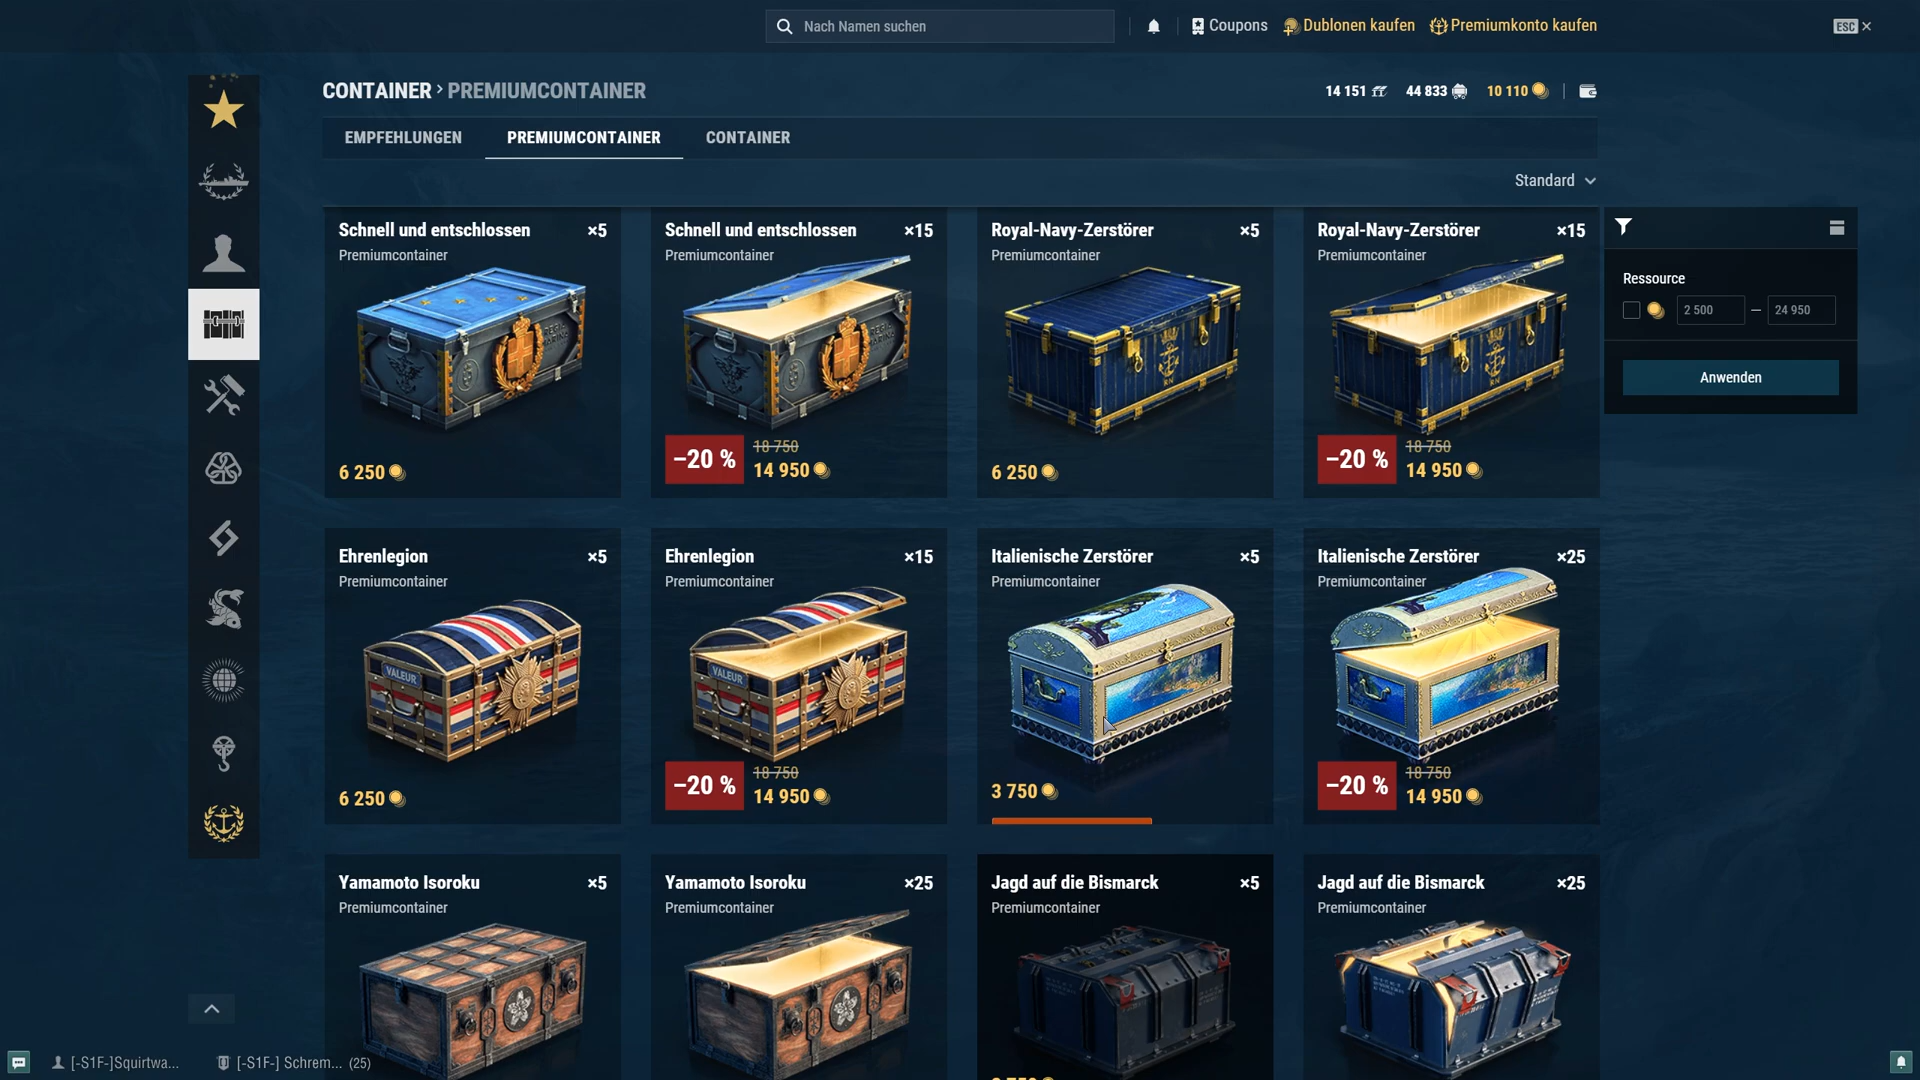 Nach Namen suchen
Coupons
Dublonen kaufen
Premiumkonto kaufen
ESC
CONTAINER > PREMIUMCONTAINER
14 151
44 833
10 110
EMPFEHLUNGEN
PREMIUMCONTAINER
CONTAINER
Standard
Schnell und entschlossen ×5
Premiumcontainer
6 250
Schnell und entschlossen ×15
Premiumcontainer
–20 %
18 750
14 950
Royal-Navy-Zerstörer ×5
Premiumcontainer
6 250
Royal-Navy-Zerstörer ×15
Premiumcontainer
–20 %
18 750
14 950
Ressource
2 500 — 24 950
Anwenden
Ehrenlegion ×5
Premiumcontainer
VALEUR
6 250
Ehrenlegion ×15
Premiumcontainer
VALEUR
–20 %
18 750
14 950
Italienische Zerstörer ×5
Premiumcontainer
3 750
Italienische Zerstörer ×25
Premiumcontainer
–20 %
18 750
14 950
Yamamoto Isoroku ×5
Premiumcontainer
Yamamoto Isoroku ×25
Premiumcontainer
Jagd auf die Bismarck ×5
Premiumcontainer
Jagd auf die Bismarck ×25
Premiumcontainer
[-S1F-]Squirtwa...
[-S1F-] Schrem... (25)